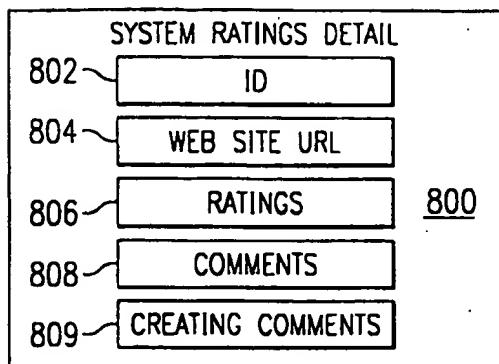 SYSTEM RATINGS DETAIL
802 ID
804 WEB SITE URL
806 RATINGS
800
808 COMMENTS
809 CREATING COMMENTS